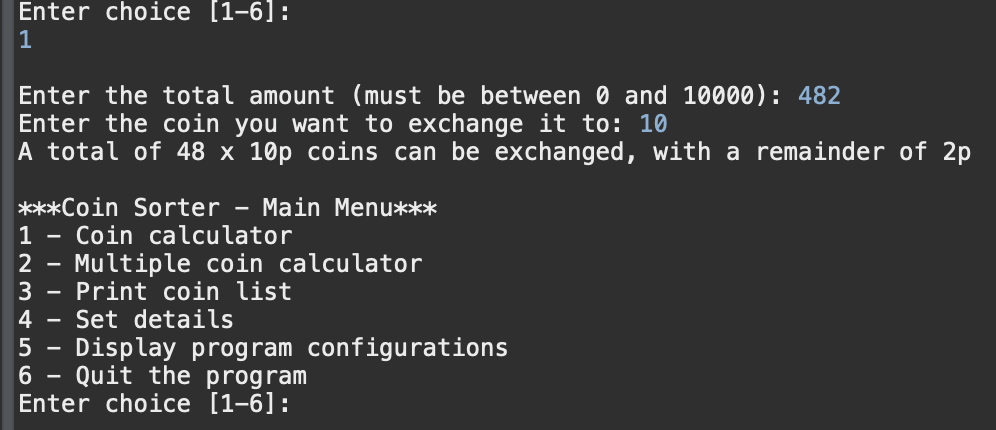 Enter choice [1-6]:
1
Enter the total amount (must be between 0 and 10000): 482
Enter the coin you want to exchange it to: 10
A total of 48 x 10p coins can be exchanged, with a remainder of 2p
***Coin Sorter - Main Menu***
1 - Coin calculator
2 - Multiple coin calculator
3 - Print coin list
4 - Set details
5 - Display program configurations
6 - Quit the program
Enter choice [1-6]: